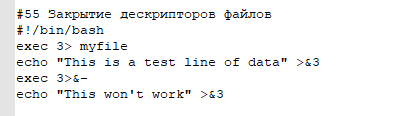 #55 Закрытие дескрипторов файлов
#!/bin/bash
exec 3> myfile
echo "This is a test line of data" >&3
exec 3>&-
echo "This won't work" >&3